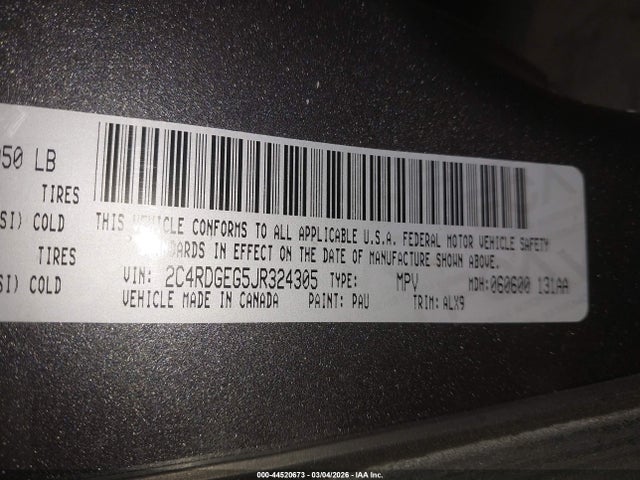 050 LB
TIRES
SI) COLD
TIRES
SI) COLD
THIS VEHICLE CONFORMS TO ALL APPLICABLE U.S.A. FEDERAL MOTOR VEHICLE SAFETY
STANDARDS IN EFFECT ON THE DATE OF MANUFACTURE SHOWN ABOVE.
VIN: 2C4RDGEG5JR324305 TYPE: MPV MDH: 060600 131AA
VEHICLE MADE IN CANADA PAINT: PAU TRIM: ALX9
000-44520673 - 03/04/2026 - IAA Inc.